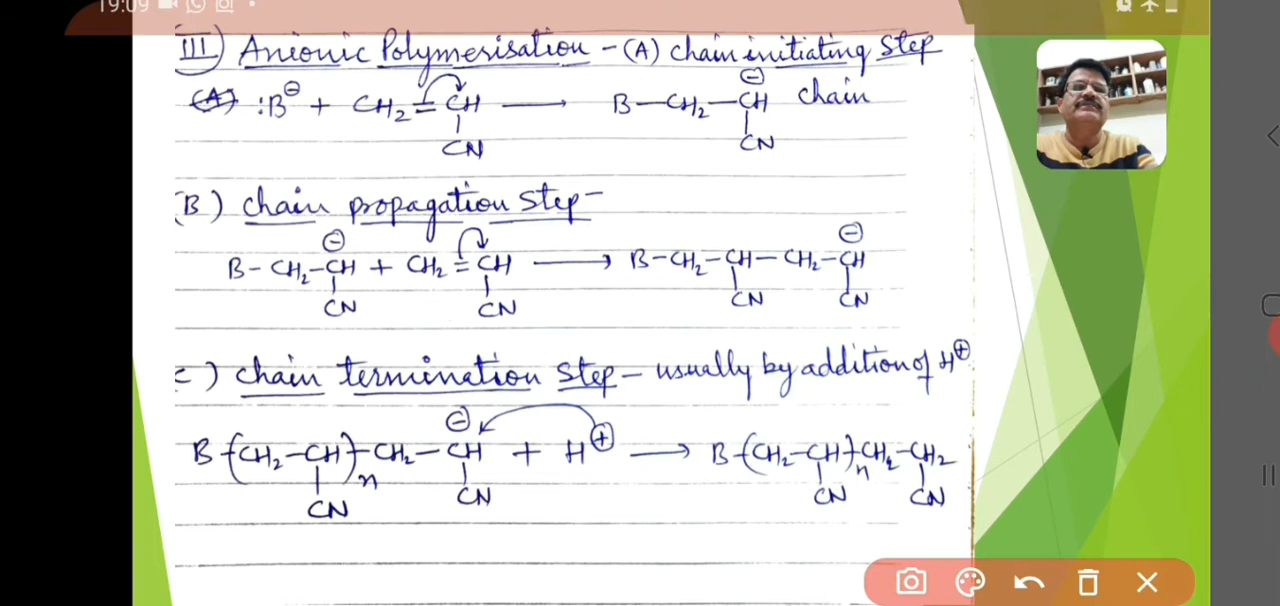 19:09
III) Anionic Polymerisation - (A) chain initiating step
(A) :B⊖ + CH₂=CH ⟶ B-CH₂-CH⊖ chain
CN CN
(B) chain propagation step-
B-CH₂-CH⊖ + CH₂=CH ⟶ B-CH₂-CH-CH₂-CH⊖
CN CN CN CN
c) chain termination step - usually by addition of H⊕
B-(CH₂-CH)n-CH₂-CH⊖ + H⊕ ⟶ B-(CH₂-CH)n-CH₂-CH₂
CN CN CN CN